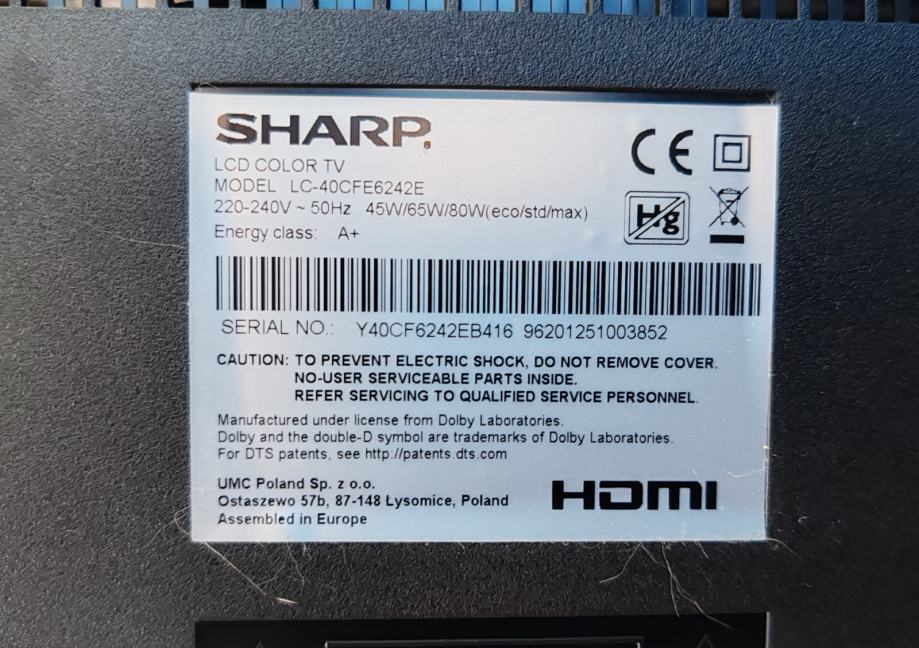 SHARP
LCD COLOR TV
MODEL LC-40CFE6242E
220-240V ~ 50Hz 45W/65W/80W(eco/std/max)
Energy class: A+
CE
Hg
SERIAL NO.: Y40CF6242EB416 96201251003852
CAUTION: TO PREVENT ELECTRIC SHOCK, DO NOT REMOVE COVER.
NO-USER SERVICEABLE PARTS INSIDE.
REFER SERVICING TO QUALIFIED SERVICE PERSONNEL.
Manufactured under license from Dolby Laboratories.
Dolby and the double-D symbol are trademarks of Dolby Laboratories.
For DTS patents, see http://patents.dts.com
UMC Poland Sp. z o.o.
Ostaszewo 57b, 87-148 Łysomice, Poland
Assembled in Europe
HDMI